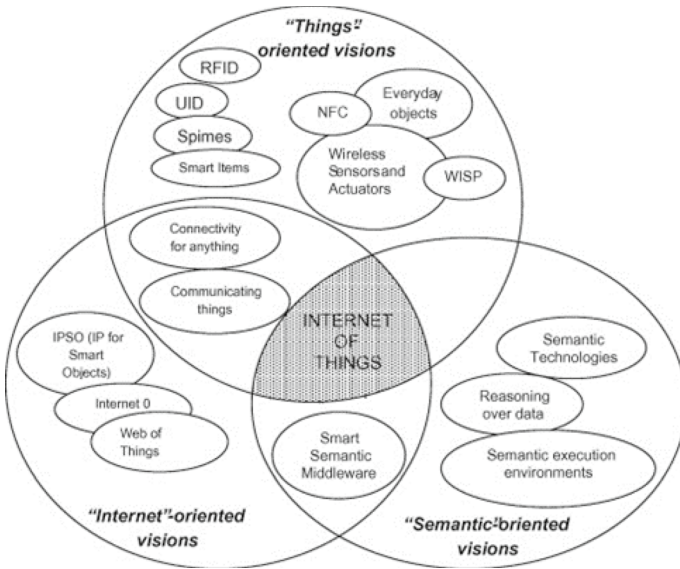 “Things”-
oriented visions
RFID
UID
Spimes
Smart Items
NFC
Everyday
objects
Wireless
Sensors and
Actuators
WISP
Connectivity
for anything
Communicating
things
INTERNET
OF
THINGS
IPSO (IP for
Smart
Objects)
Internet 0
Web of
Things
Semantic
Technologies
Reasoning
over data
Semantic execution
environments
Smart
Semantic
Middleware
“Internet”-oriented
visions
“Semantic”-oriented
visions